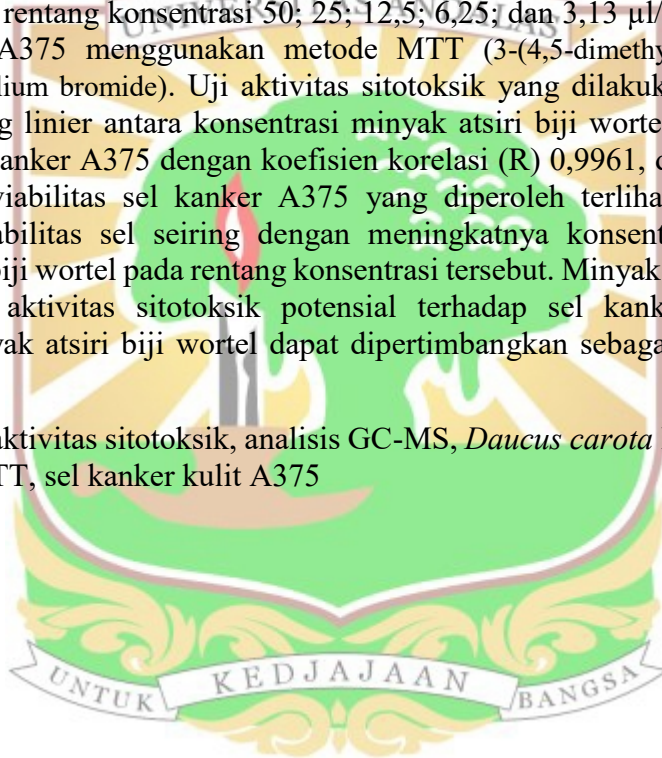 rentang konsentrasi 50; 25; 12,5; 6,25; dan 3,13 µl/
A375 menggunakan metode MTT (3-(4,5-dimethy
lium bromide). Uji aktivitas sitotoksik yang dilakuk
g linier antara konsentrasi minyak atsiri biji worte
anker A375 dengan koefisien korelasi (R) 0,9961, d
viabilitas sel kanker A375 yang diperoleh terliha
abilitas sel seiring dengan meningkatnya konsent
biji wortel pada rentang konsentrasi tersebut. Minyak
aktivitas sitotoksik potensial terhadap sel kank
yak atsiri biji wortel dapat dipertimbangkan sebaga
aktivitas sitotoksik, analisis GC-MS, Daucus carota
TT, sel kanker kulit A375
UNTUK KEDJAJAAN BANGSA